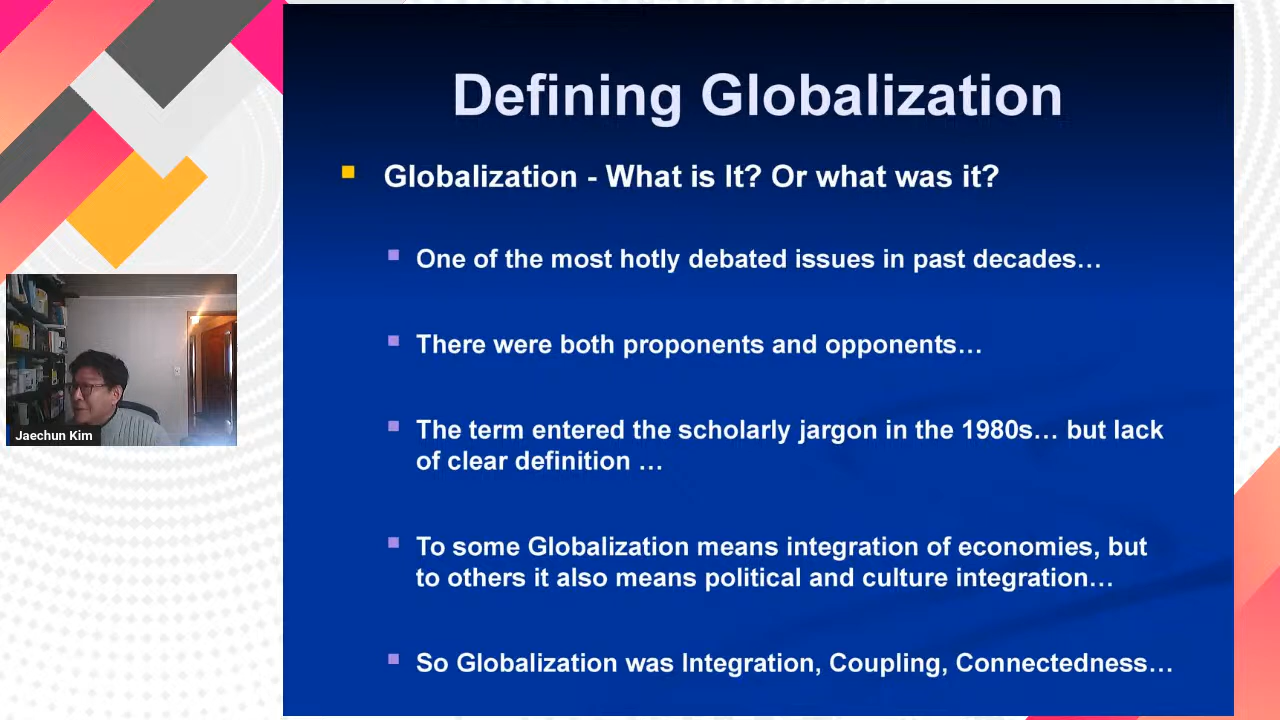 Defining Globalization
Globalization - What is It? Or what was it?
One of the most hotly debated issues in past decades…
There were both proponents and opponents…
The term entered the scholarly jargon in the 1980s… but lack
of clear definition …
To some Globalization means integration of economies, but
to others it also means political and culture integration…
So Globalization was Integration, Coupling, Connectedness…
Jaechun Kim